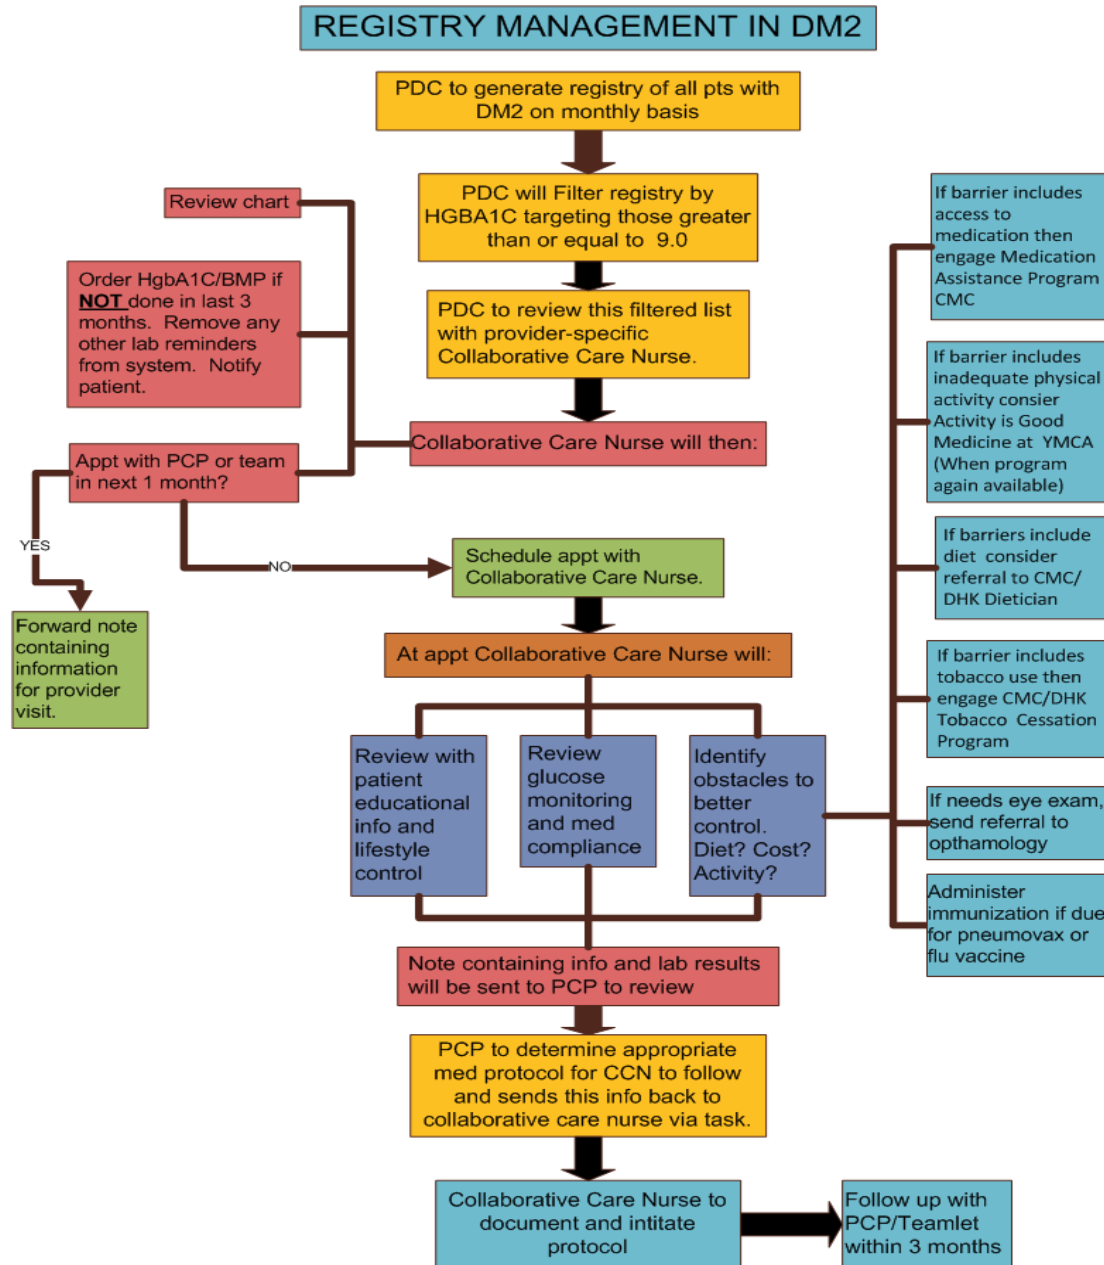 REGISTRY MANAGEMENT IN DM2
PDC to generate registry of all pts with
DM2 on monthly basis
PDC will Filter registry by
HGBA1C targeting those greater
than or equal to 9.0
PDC to review this filtered list
with provider-specific
Collaborative Care Nurse.
Collaborative Care Nurse will then:
Review chart
Order HgbA1C/BMP if
NOT done in last 3
months. Remove any
other lab reminders
from system. Notify
patient.
Appt with PCP or team
in next 1 month?
YES
NO
Forward note
containing
information
for provider
visit.
Schedule appt with
Collaborative Care Nurse.
At appt Collaborative Care Nurse will:
Review with
patient
educational
info and
lifestyle
control
Review
glucose
monitoring
and med
compliance
Identify
obstacles to
better
control.
Diet? Cost?
Activity?
If barrier includes
access to
medication then
engage Medication
Assistance Program
CMC
If barrier includes
inadequate physical
activity consier
Activity is Good
Medicine at YMCA
(When program
again available)
If barriers include
diet consider
referral to CMC/
DHK Dietician
If barrier includes
tobacco use then
engage CMC/DHK
Tobacco Cessation
Program
If needs eye exam,
send referral to
opthamology
Administer
immunization if due
for pneumovax or
flu vaccine
Note containing info and lab results
will be sent to PCP to review
PCP to determine appropriate
med protocol for CCN to follow
and sends this info back to
collaborative care nurse via task.
Collaborative Care Nurse to
document and intitate
protocol
Follow up with
PCP/Teamlet
within 3 months